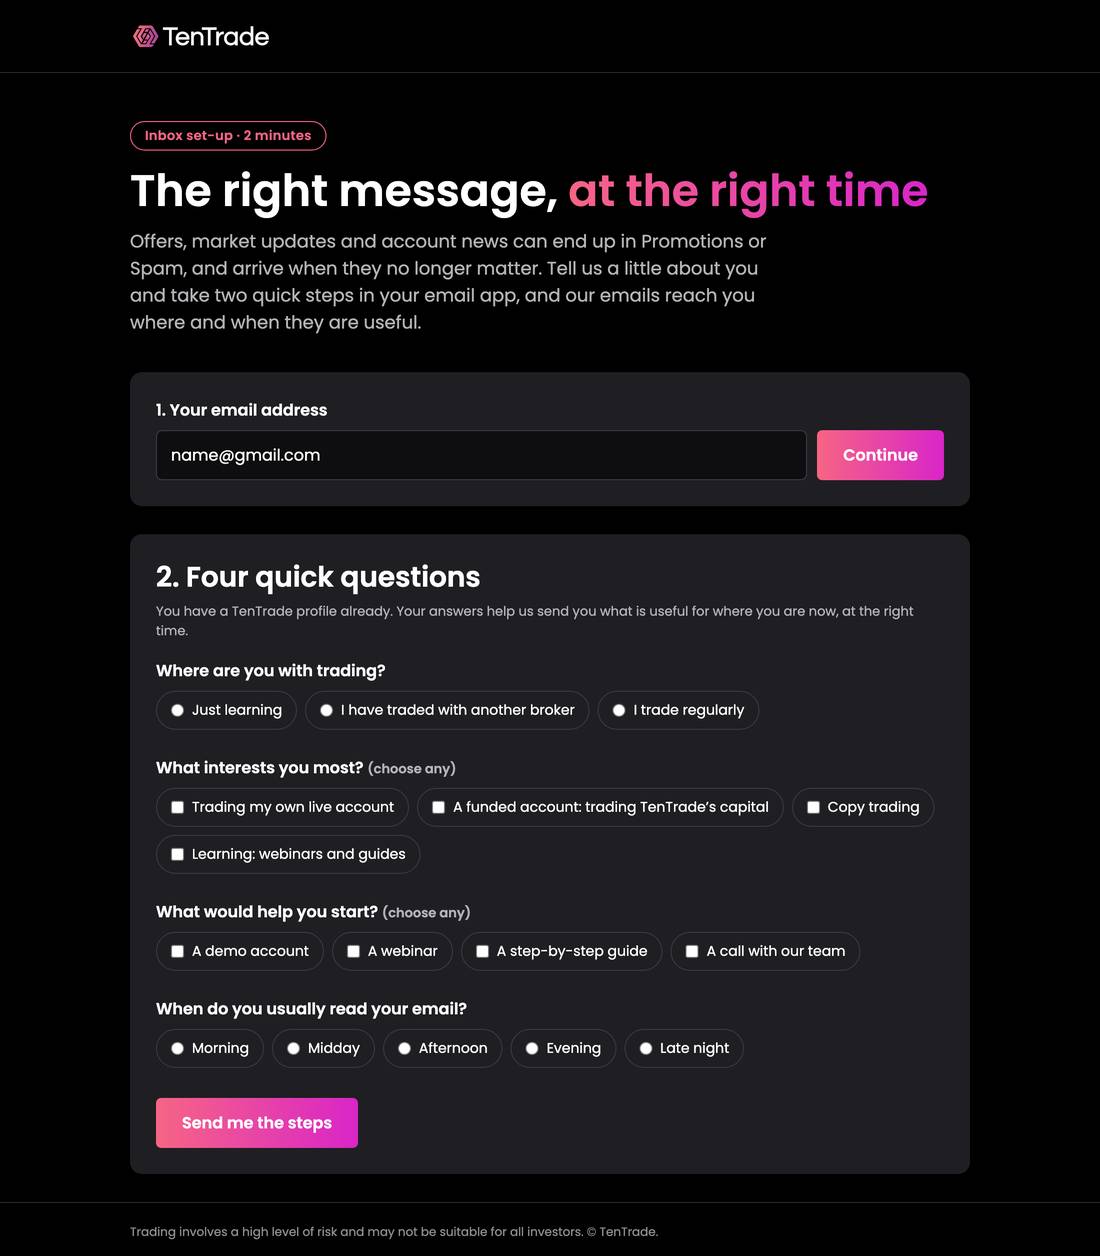 TenTrade
Inbox set-up · 2 minutes
The right message, at the right time
Offers, market updates and account news can end up in Promotions or
Spam, and arrive when they no longer matter. Tell us a little about you
and take two quick steps in your email app, and our emails reach you
where and when they are useful.
1. Your email address
name@gmail.com
Continue
2. Four quick questions
You have a TenTrade profile already. Your answers help us send you what is useful for where you are now, at the right
time.
Where are you with trading?
Just learning
I have traded with another broker
I trade regularly
What interests you most? (choose any)
Trading my own live account
A funded account: trading TenTrade’s capital
Copy trading
Learning: webinars and guides
What would help you start? (choose any)
A demo account
A webinar
A step-by-step guide
A call with our team
When do you usually read your email?
Morning
Midday
Afternoon
Evening
Late night
Send me the steps
Trading involves a high level of risk and may not be suitable for all investors. © TenTrade.